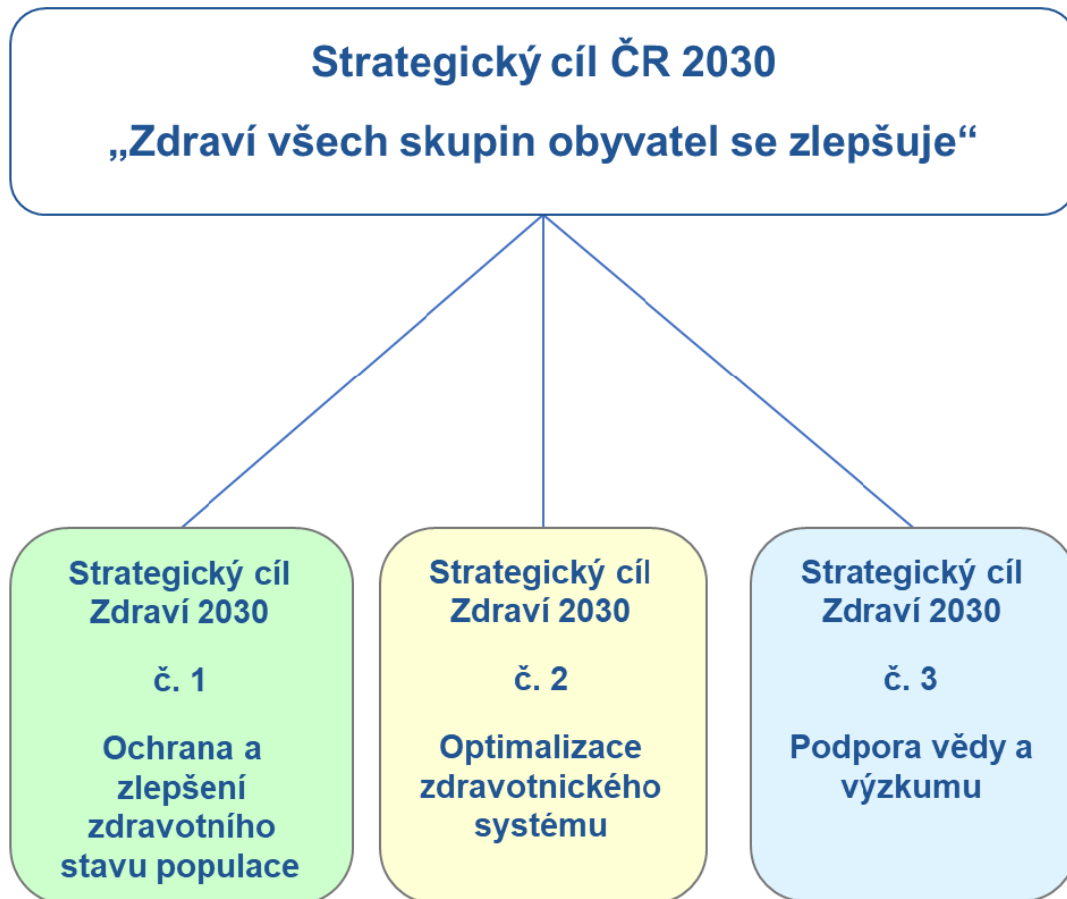 Strategický cíl ČR 2030
„Zdraví všech skupin obyvatel se zlepšuje“
Strategický cíl
Zdraví 2030
č. 1
Ochrana a
zlepšení
zdravotního
stavu populace
Strategický cíl
Zdraví 2030
č. 2
Optimalizace
zdravotnického
systému
Strategický cíl
Zdraví 2030
č. 3
Podpora vědy a
výzkumu